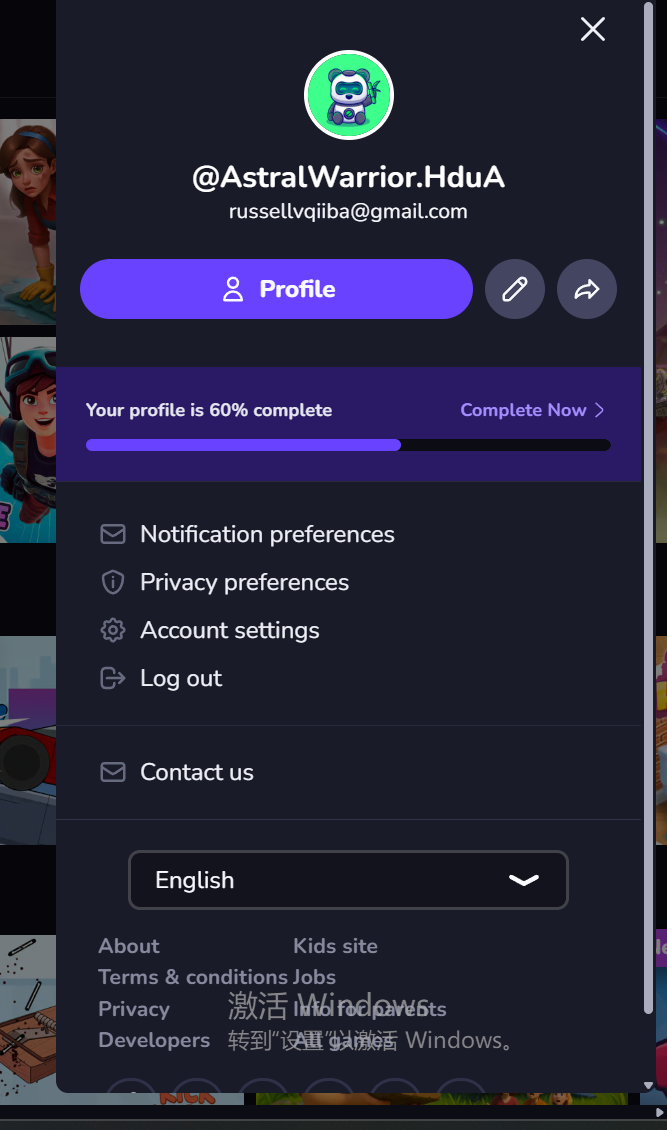 @AstralWarrior.HduA
russellvqiiba@gmail.com
Profile
Your profile is 60% complete
Complete Now
Notification preferences
Privacy preferences
Account settings
Log out
Contact us
English
About
Kids site
Terms & conditions
Jobs
Privacy
Info for parents
Developers
All games
激活 Windows
转到“设置”以激活 Windows。
KICK